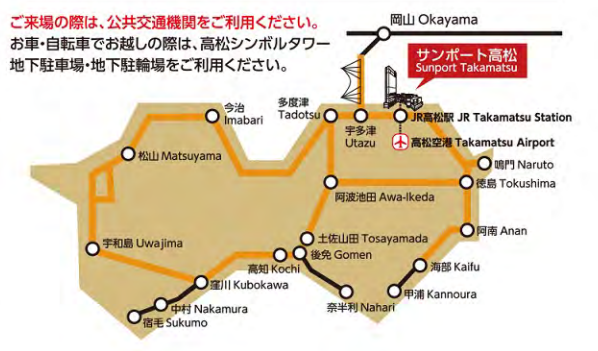 ご来場の際は、公共交通機関をご利用ください。
お車・自転車でお越しの際は、高松シンボルタワー
地下駐車場・地下駐輪場をご利用ください。
岡山 Okayama
サンポート高松
Sunport Takamatsu
今治
Imabari
多度津
Tadotsu
宇多津
Utazu
JR高松駅 JR Takamatsu Station
高松空港 Takamatsu Airport
松山 Matsuyama
鳴門 Naruto
阿波池田 Awa-Ikeda
徳島 Tokushima
宇和島 Uwajima
土佐山田 Tosayamada
阿南 Anan
高知 Kochi
後免 Gomen
海部 Kaifu
窪川 Kubokawa
中村 Nakamura
奈半利 Nahari
甲浦 Kannoura
宿毛 Sukumo